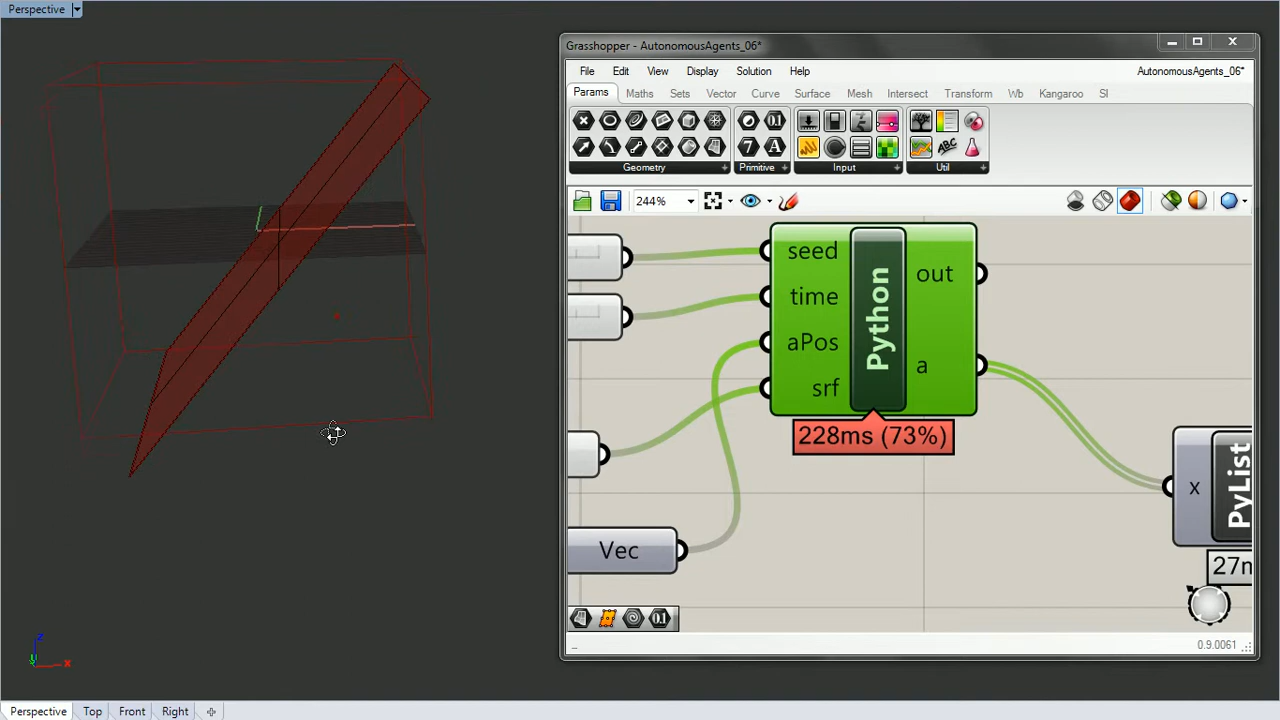 Perspective
Grasshopper - AutonomousAgents_06*
File Edit View Display Solution Help AutonomousAgents_06*
Params Maths Sets Vector Curve Surface Mesh Intersect Transform Wb Kangaroo SI
Geometry Primitive Input Util
244%
seed
time
aPos
srf
Python
out
a
228ms (73%)
x
PyList
27m
Vec
0.9.0061
z
y
x
Perspective Top Front Right